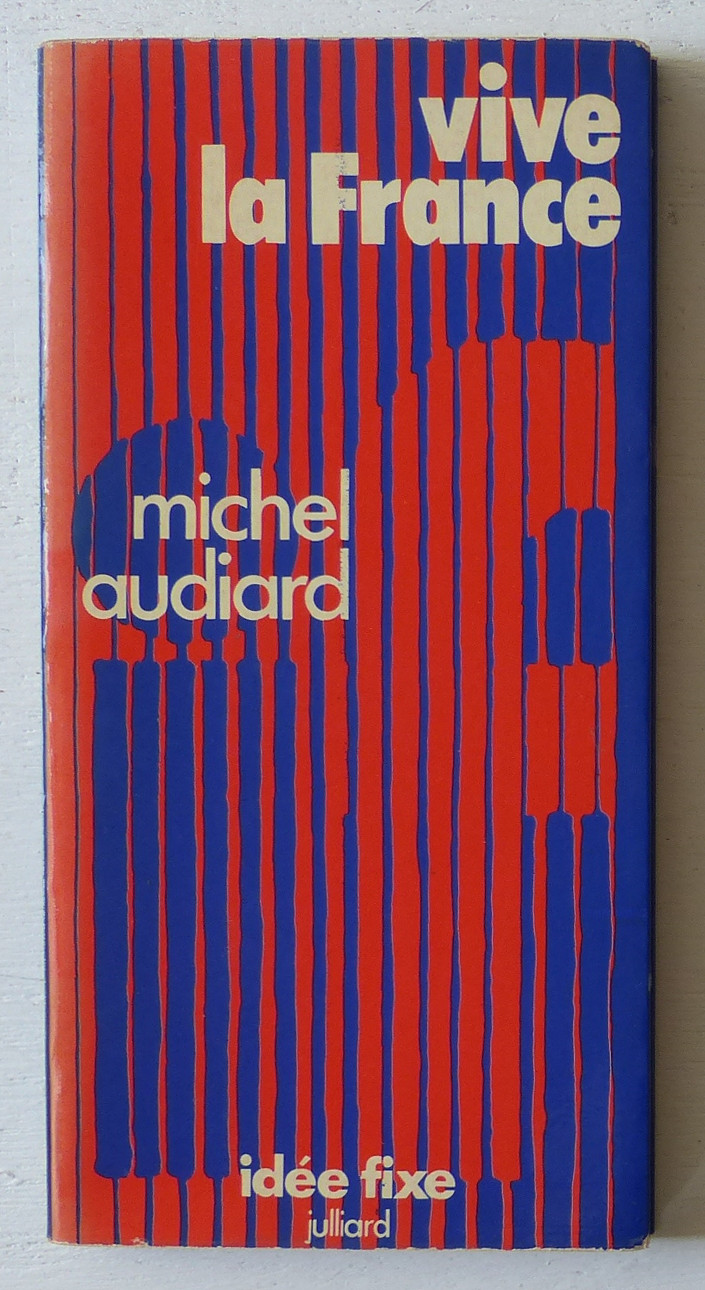 vive
la France
michel
audiard
idée fixe
julliard